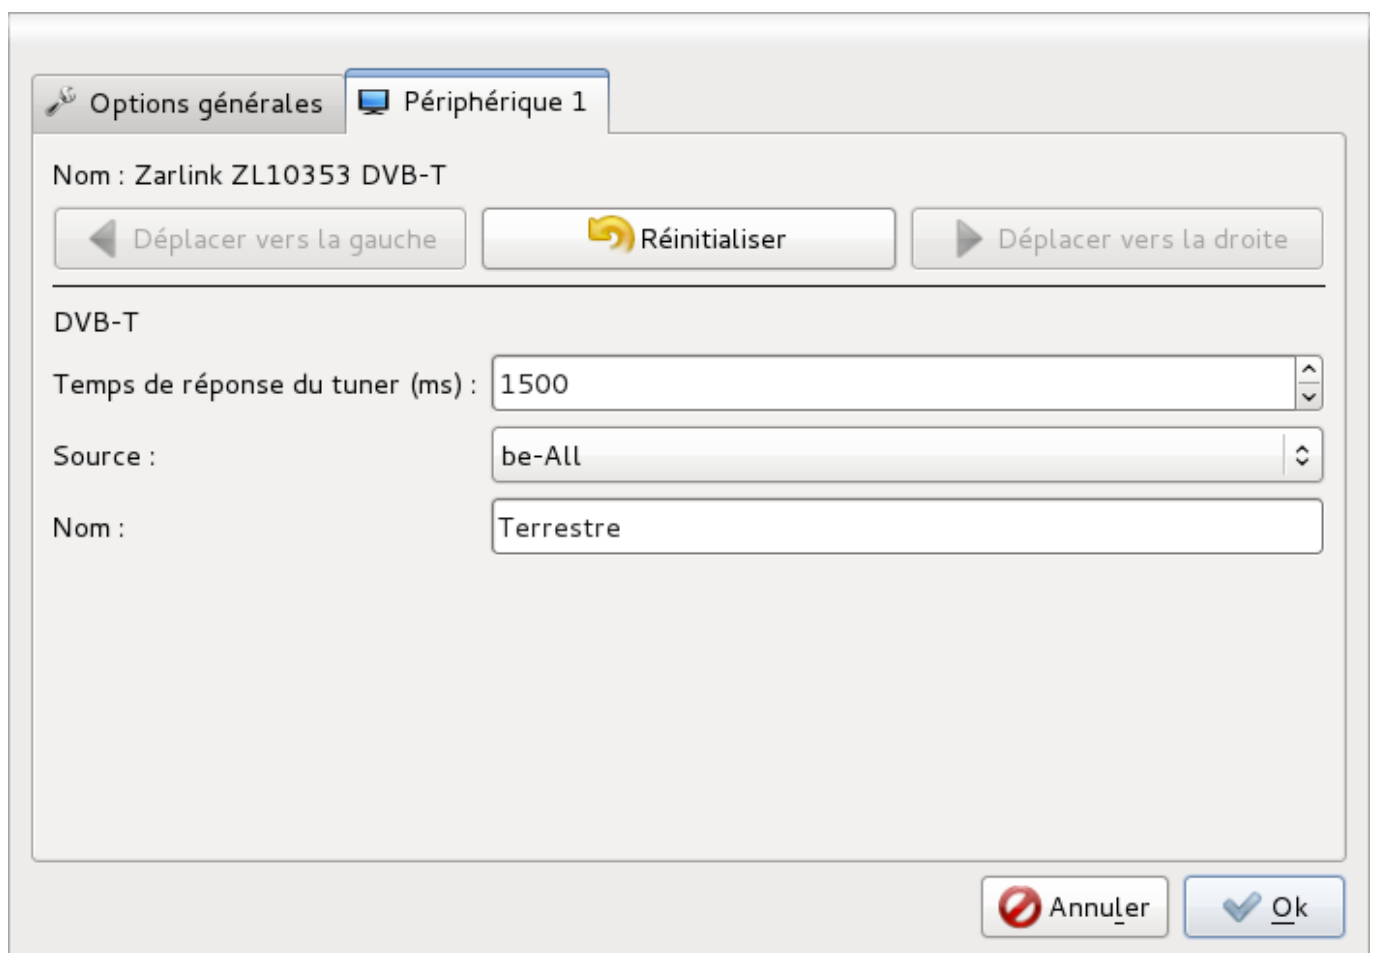 Options générales
Périphérique 1
Nom : Zarlink ZL10353 DVB-T
Déplacer vers la gauche
Réinitialiser
Déplacer vers la droite
DVB-T
Temps de réponse du tuner (ms) :
1500
Source :
be-All
Nom :
Terrestre
Annuler
Ok